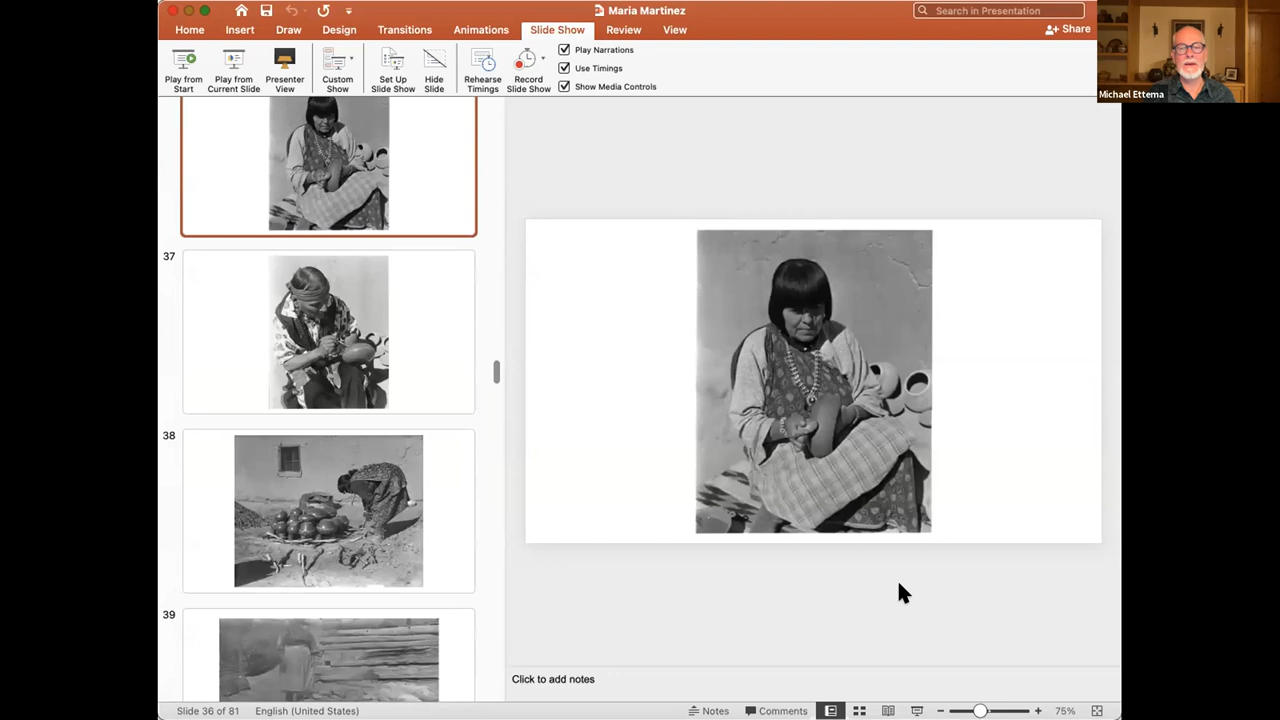 Maria Martinez
Search in Presentation
Home Insert Draw Design Transitions Animations Slide Show Review View
Share
Play from Start
Play from Current Slide
Presenter View
Custom Show
Set Up Slide Show
Hide Slide
Rehearse Timings
Record Slide Show
Play Narrations
Use Timings
Show Media Controls
Michael Ettema
37
38
39
Click to add notes
Slide 36 of 81 English (United States) Notes Comments 75%